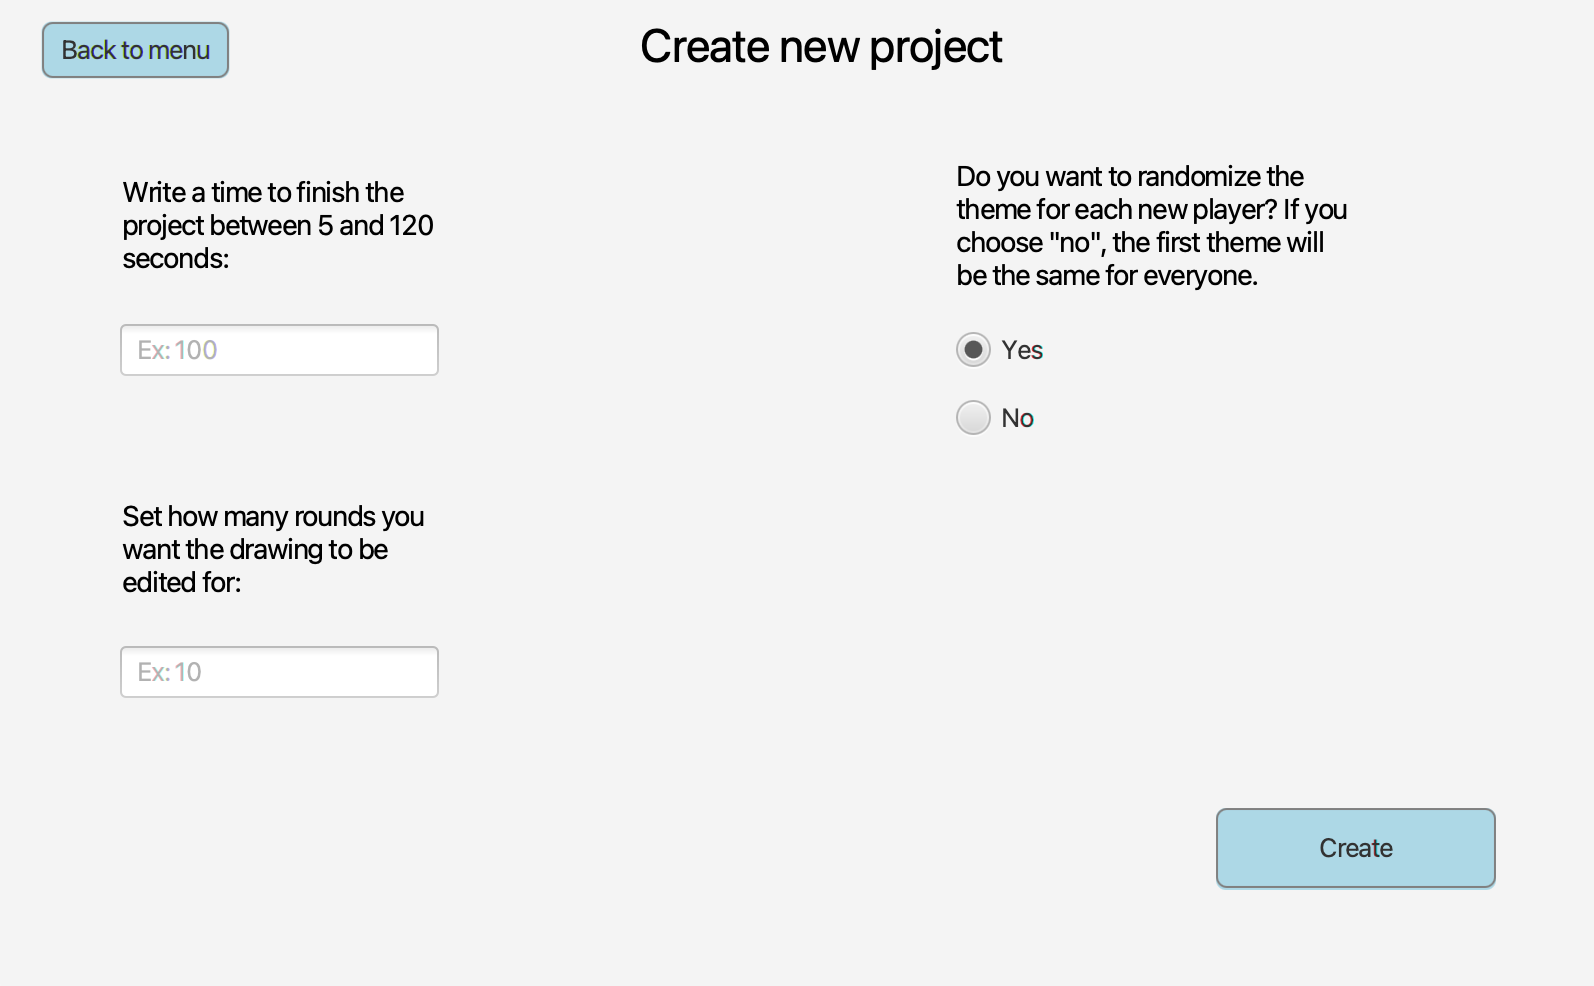 Back to menu
Create new project
Write a time to finish the
project between 5 and 120
seconds:
Ex: 100
Set how many rounds you
want the drawing to be
edited for:
Ex: 10
Do you want to randomize the
theme for each new player? If you
choose "no", the first theme will
be the same for everyone.
Yes
No
Create